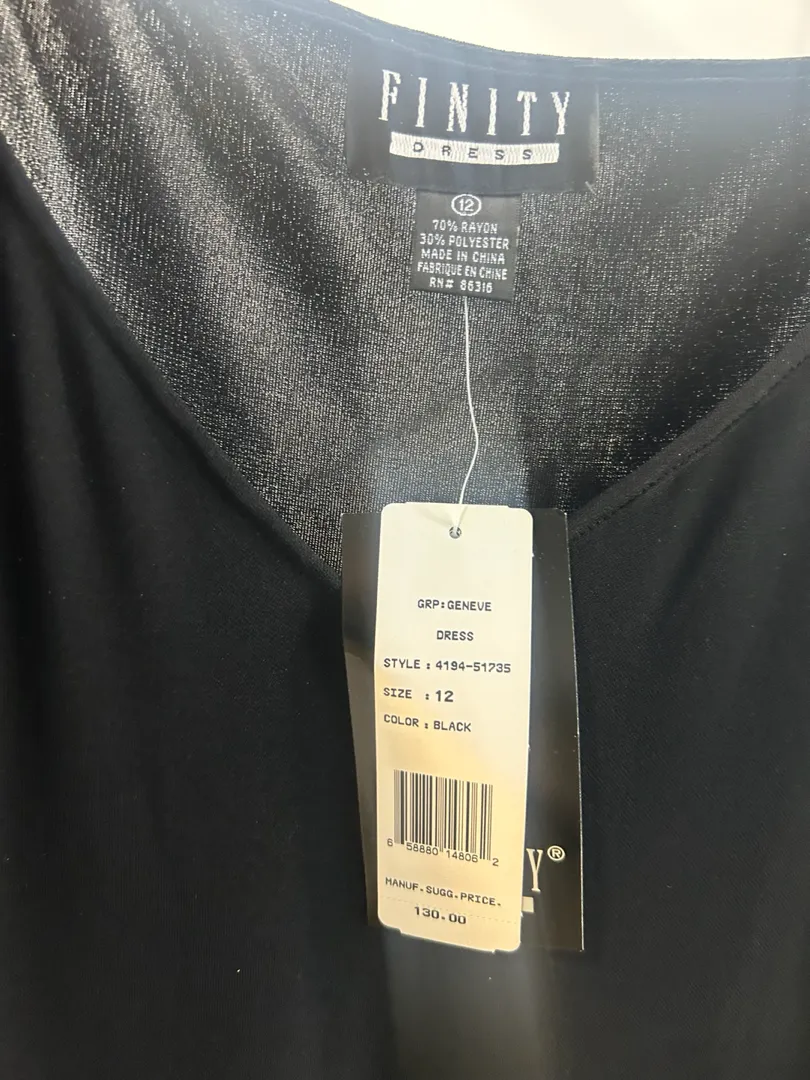 FINITY
DRESS
12
70% RAYON
30% POLYESTER
MADE IN CHINA
FABRIQUE EN CHINE
RN# 86316
GRP:GENEVE
DRESS
STYLE : 4194-51735
SIZE : 12
COLOR : BLACK
6 58880 14806 2
Y®
MANUF.SUGG.PRICE.
130.00